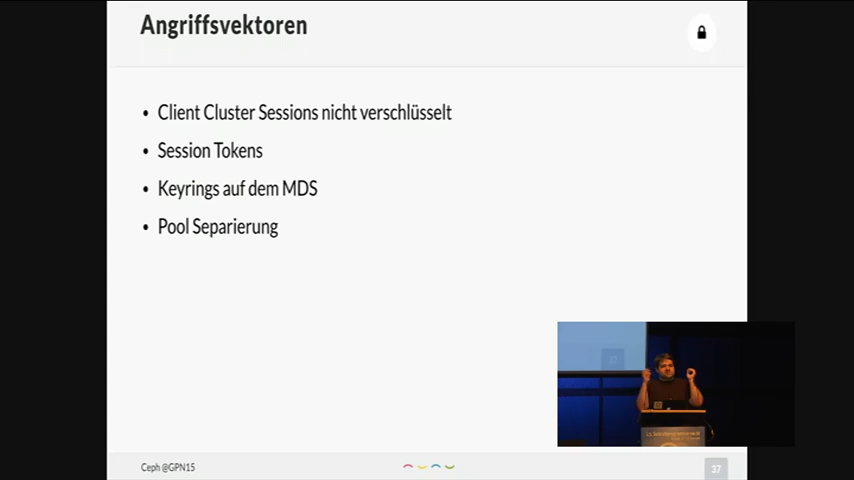 Angriffsvektoren
• Client Cluster Sessions nicht verschlüsselt
• Session Tokens
• Keyrings auf dem MDS
• Pool Separierung
Ceph @GPN15
37